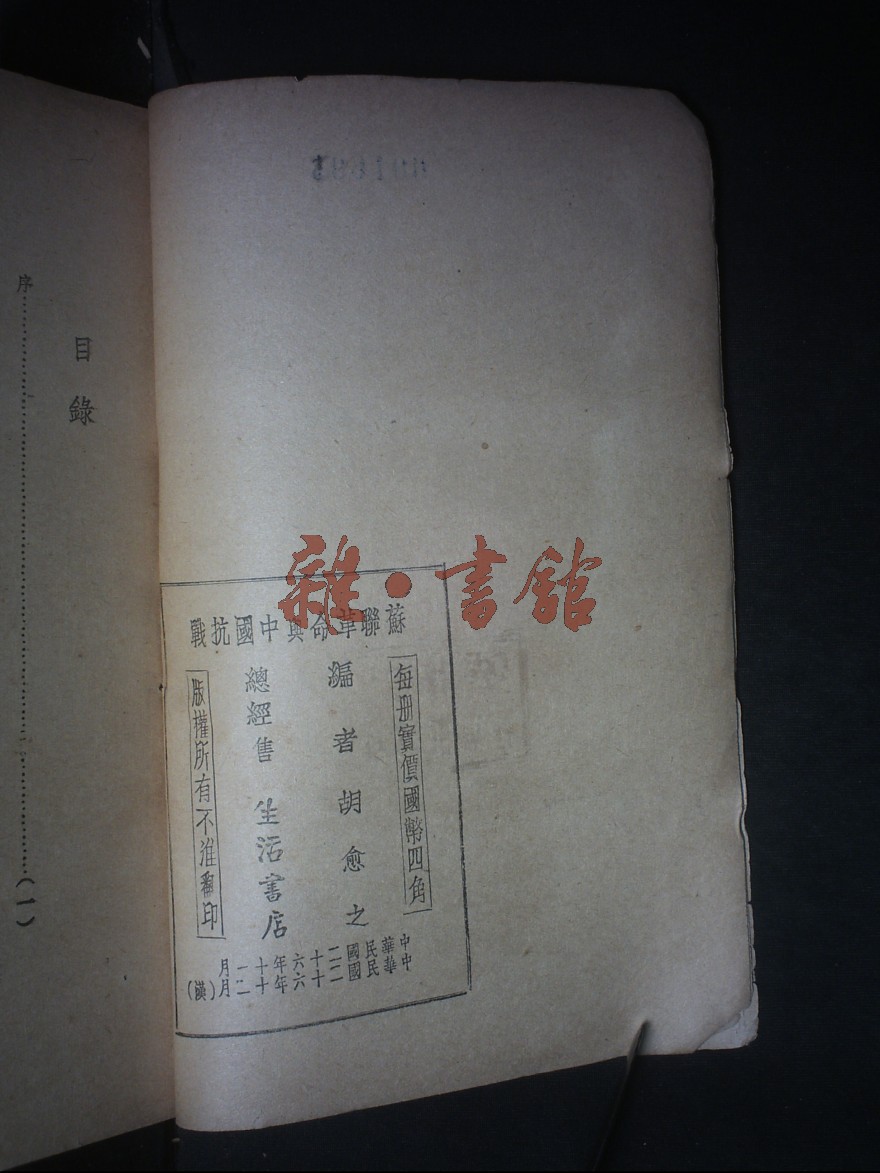 雜·書館
蘇聯革命與中國抗戰
每册實價國幣四角
編者 胡愈之
總經售 生活書店
版權所有不准翻印
中華民國二十六年十一月
中華民國二十六年十二月(漢)
目錄
序……………………(一)